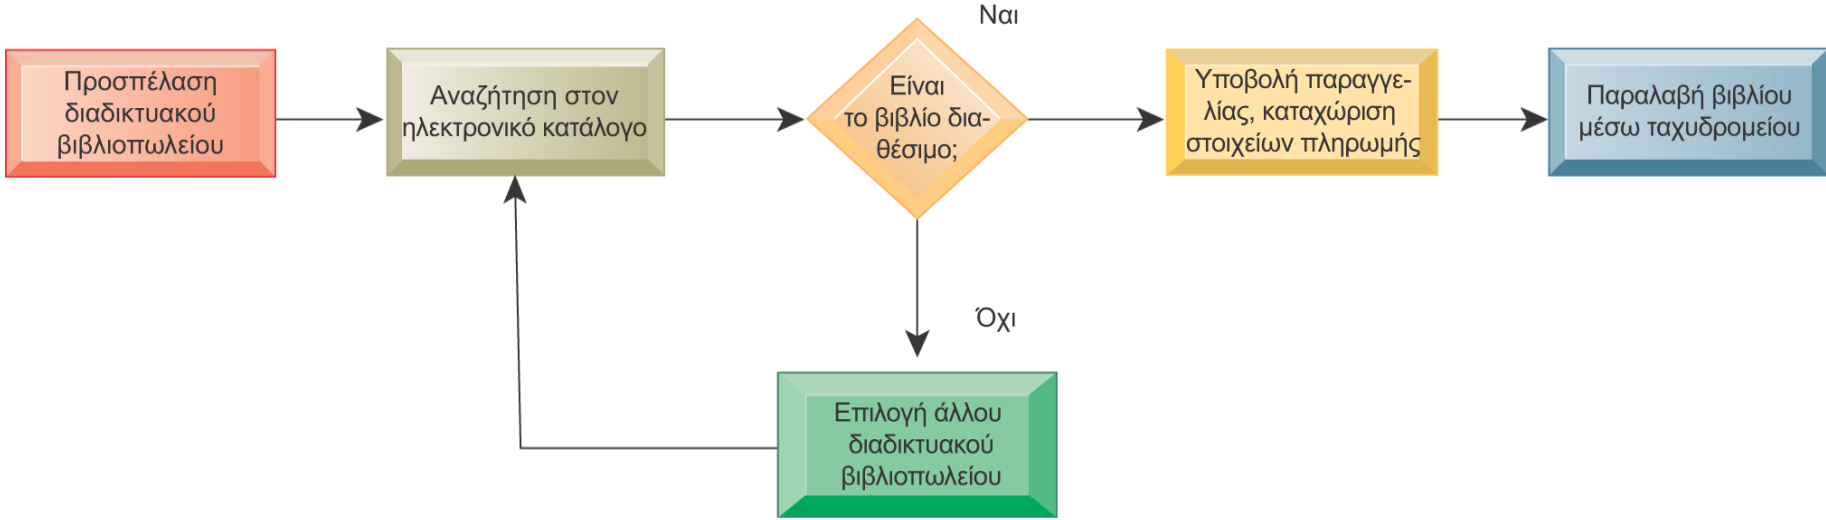 Προσπέλαση
διαδικτυακού
βιβλιοπωλείου
Αναζήτηση στον
ηλεκτρονικό κατάλογο
Είναι
το βιβλίο δια-
θέσιμο;
Ναι
Υποβολή παραγγε-
λίας, καταχώριση
στοιχείων πληρωμής
Παραλαβή βιβλίου
μέσω ταχυδρομείου
Όχι
Επιλογή άλλου
διαδικτυακού
βιβλιοπωλείου